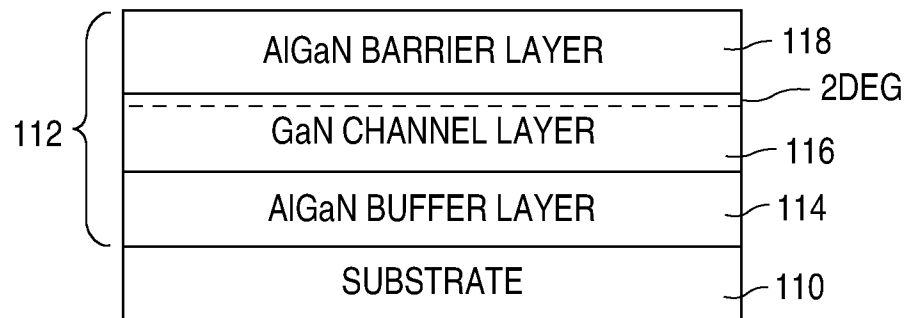 AlGaN BARRIER LAYER
118
2DEG
112
GaN CHANNEL LAYER
116
AlGaN BUFFER LAYER
114
SUBSTRATE
110